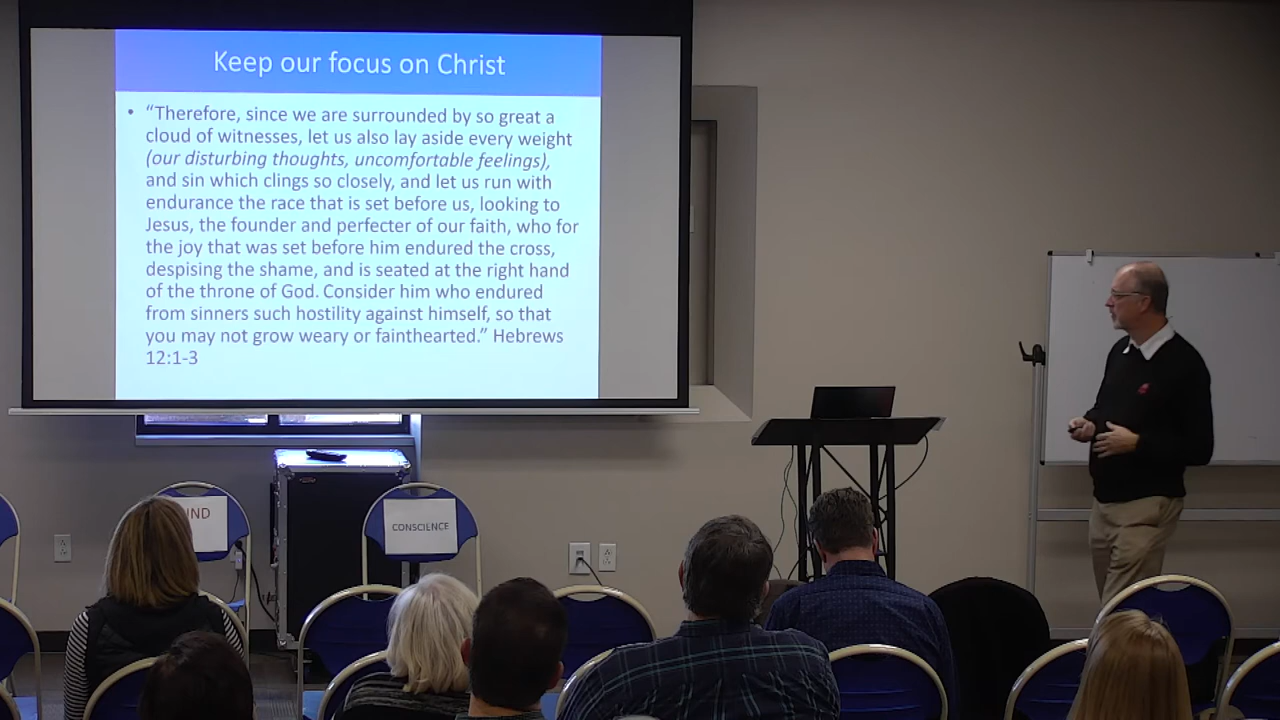 Keep our focus on Christ
• “Therefore, since we are surrounded by so great a
cloud of witnesses, let us also lay aside every weight
(our disturbing thoughts, uncomfortable feelings),
and sin which clings so closely, and let us run with
endurance the race that is set before us, looking to
Jesus, the founder and perfecter of our faith, who for
the joy that was set before him endured the cross,
despising the shame, and is seated at the right hand
of the throne of God. Consider him who endured
from sinners such hostility against himself, so that
you may not grow weary or fainthearted.” Hebrews
12:1-3
IND
CONSCIENCE